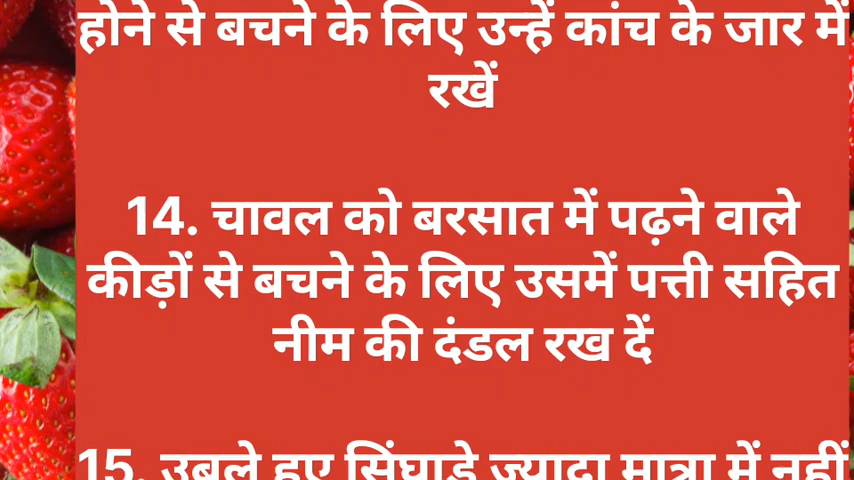 होने से बचने के लिए उन्हें कांच के जार में
रखें
14. चावल को बरसात में पढ़ने वाले
कीड़ों से बचने के लिए उसमें पत्ती सहित
नीम की दंडल रख दें
15. उबले हुए सिंघाड़े ज्यादा मात्रा में नहीं